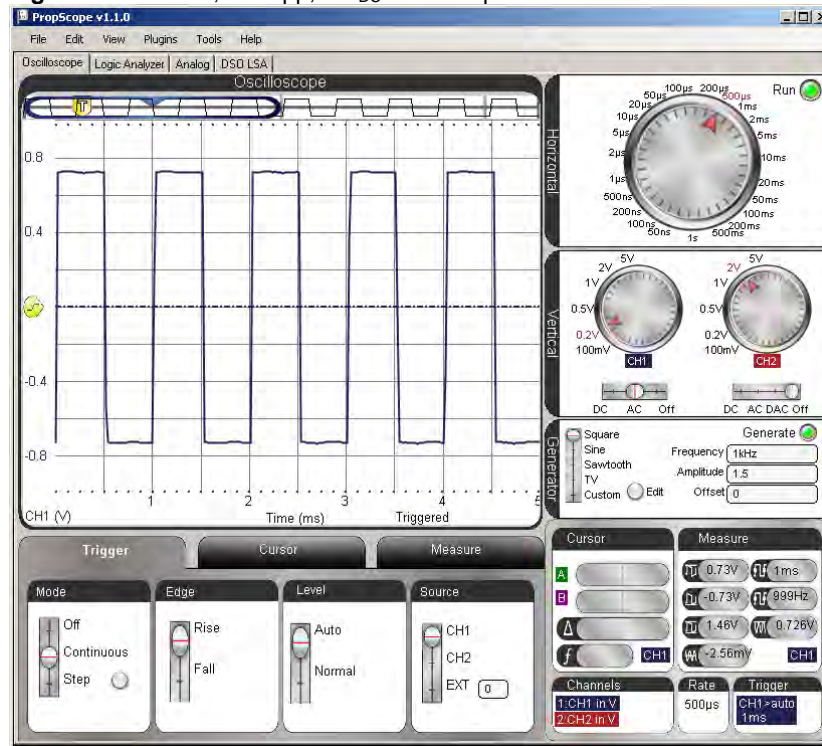 PropScope v1.1.0
File Edit View Plugins Tools Help
Oscilloscope Logic Analyzer Analog DSO LSA
Oscilloscope
0.8
0.4
-0.4
-0.8
1 2 3 4 5
CH1 (V) Time (ms) Triggered
Horizontal
Run
50ns 100ns 200ns 500ns 1µs 2µs 5µs 10µs 20µs 50µs 100µs 200µs 500µs 1ms 2ms 5ms 10ms 20ms 50ms 100ms 200ms 500ms 1s
Vertical
100mV 0.2V 0.5V 1V 2V 5V
CH1
DC AC Off
100mV 0.2V 0.5V 1V 2V 5V
CH2
DC AC DAC Off
Generator
Square
Sine
Sawtooth
TV
Custom Edit
Generate
Frequency 1kHz
Amplitude 1.5
Offset 0
Trigger Cursor Measure
Mode
Off
Continuous
Step
Edge
Rise
Fall
Level
Auto
Normal
Source
CH1
CH2
EXT 0
Cursor
A
B
Δ
f CH1
Measure
0.73V 1ms
-0.73V 999Hz
1.46V 0.726V
-2.56mV CH1
Channels
1:CH1 in V
2:CH2 in V
Rate
500µs
Trigger
CH1>auto
1ms